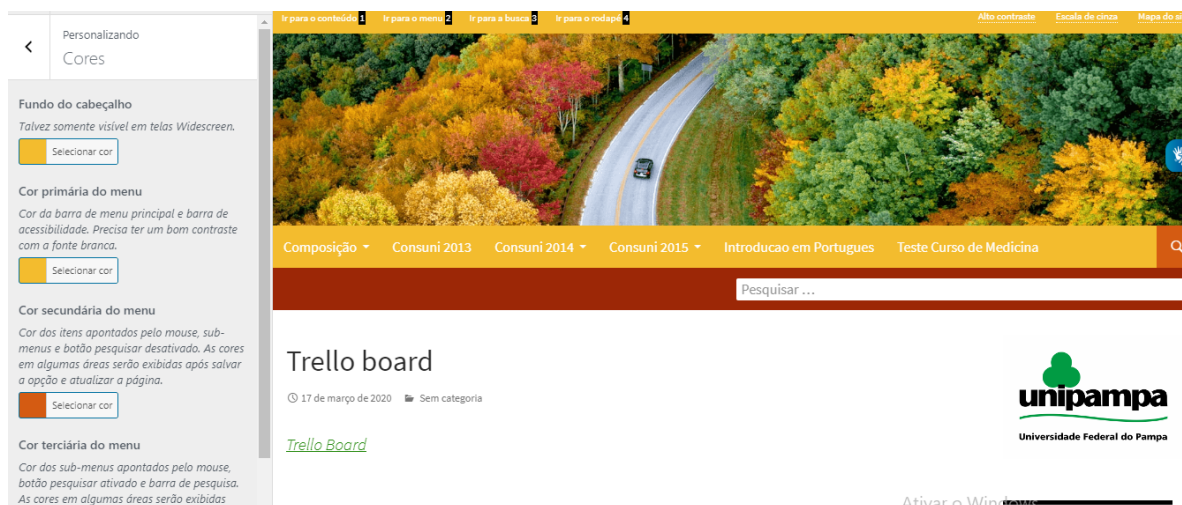 Personalizando
Cores
Fundo do cabeçalho
Talvez somente visível em telas Widescreen.
Selecionar cor
Cor primária do menu
Cor da barra de menu principal e barra de
acessibilidade. Precisa ter um bom contraste
com a fonte branca.
Selecionar cor
Cor secundária do menu
Cor dos itens apontados pelo mouse, sub-
menus e botão pesquisar desativado. As cores
em algumas áreas serão exibidas após salvar
a opção e atualizar a página.
Selecionar cor
Cor terciária do menu
Cor dos sub-menus apontados pelo mouse,
botão pesquisar ativado e barra de pesquisa.
As cores em algumas áreas serão exibidas
Ir para o conteúdo 1 Ir para o menu 2 Ir para a busca 3 Ir para o rodapé 4 Alto contraste Escala de cinza Mapa do si
Composição Consuni 2013 Consuni 2014 Consuni 2015 Introducao em Portugues Teste Curso de Medicina
Pesquisar ...
Trello board
17 de março de 2020 Sem categoria
Trello Board
unipampa
Universidade Federal do Pampa
Ativar o Windows